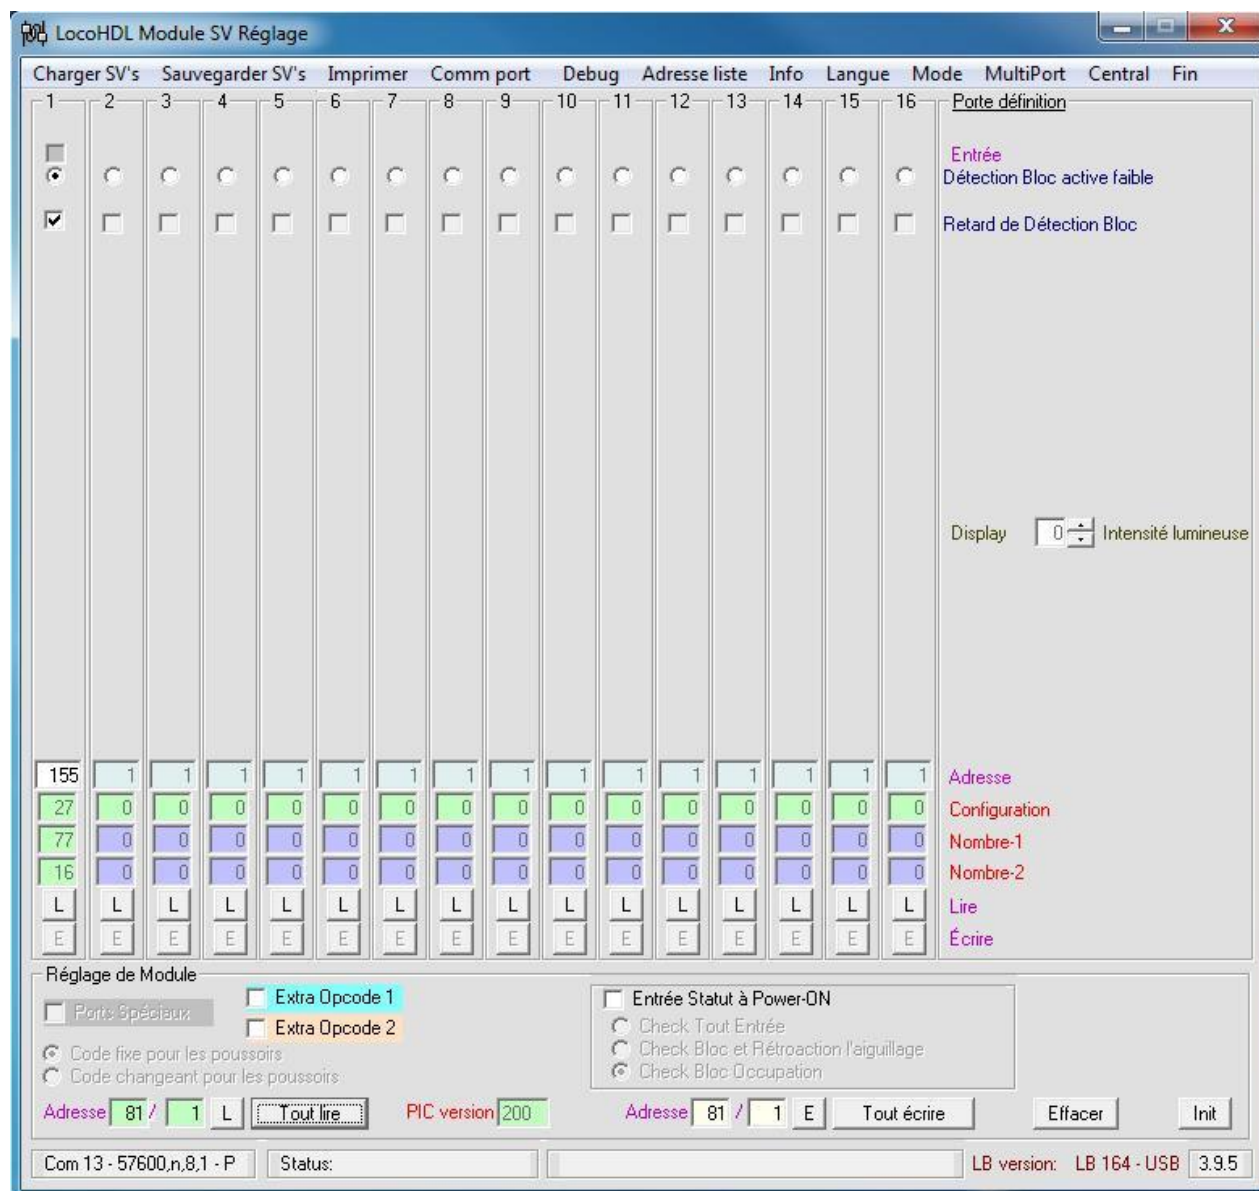 LocoHDL Module SV Réglage
Charger SV's Sauvegarder SV's Imprimer Comm port Debug Adresse liste Info Langue Mode MultiPort Central Fin
1 2 3 4 5 6 7 8 9 10 11 12 13 14 15 16 Porte définition
Entrée
Détection Bloc active faible
Retard de Détection Bloc
Display 0 Intensité lumineuse
155 1 1 1 1 1 1 1 1 1 1 1 1 1 1 1 Adresse
27 0 0 0 0 0 0 0 0 0 0 0 0 0 0 0 Configuration
77 0 0 0 0 0 0 0 0 0 0 0 0 0 0 0 Nombre-1
16 0 0 0 0 0 0 0 0 0 0 0 0 0 0 0 Nombre-2
L L L L L L L L L L L L L L L L Lire
E E E E E E E E E E E E E E E E Écrire
Réglage de Module
Ports Spéciaux
Extra Opcode 1
Extra Opcode 2
Code fixe pour les poussoirs
Code changeant pour les poussoirs
Entrée Statut à Power-ON
Check Tout Entrée
Check Bloc et Rétroaction l'aiguillage
Check Bloc Occupation
Adresse 81 / 1 L Tout lire PIC version 200 Adresse 81 / 1 E Tout écrire Effacer Init
Com 13 - 57600,n,8,1 - P Status: LB version: LB 164 - USB 3.9.5